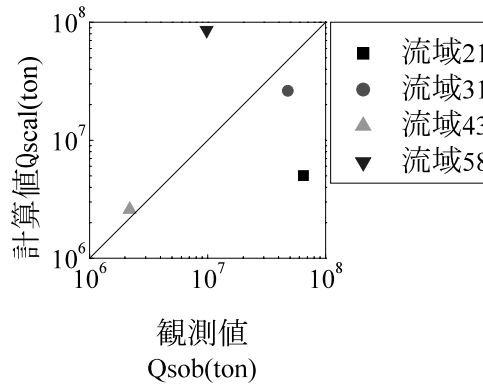 計算値Qscal(ton)
10^8
10^7
10^6
10^6
10^7
10^8
観測値
Qsob(ton)
流域21
流域31
流域43
流域58